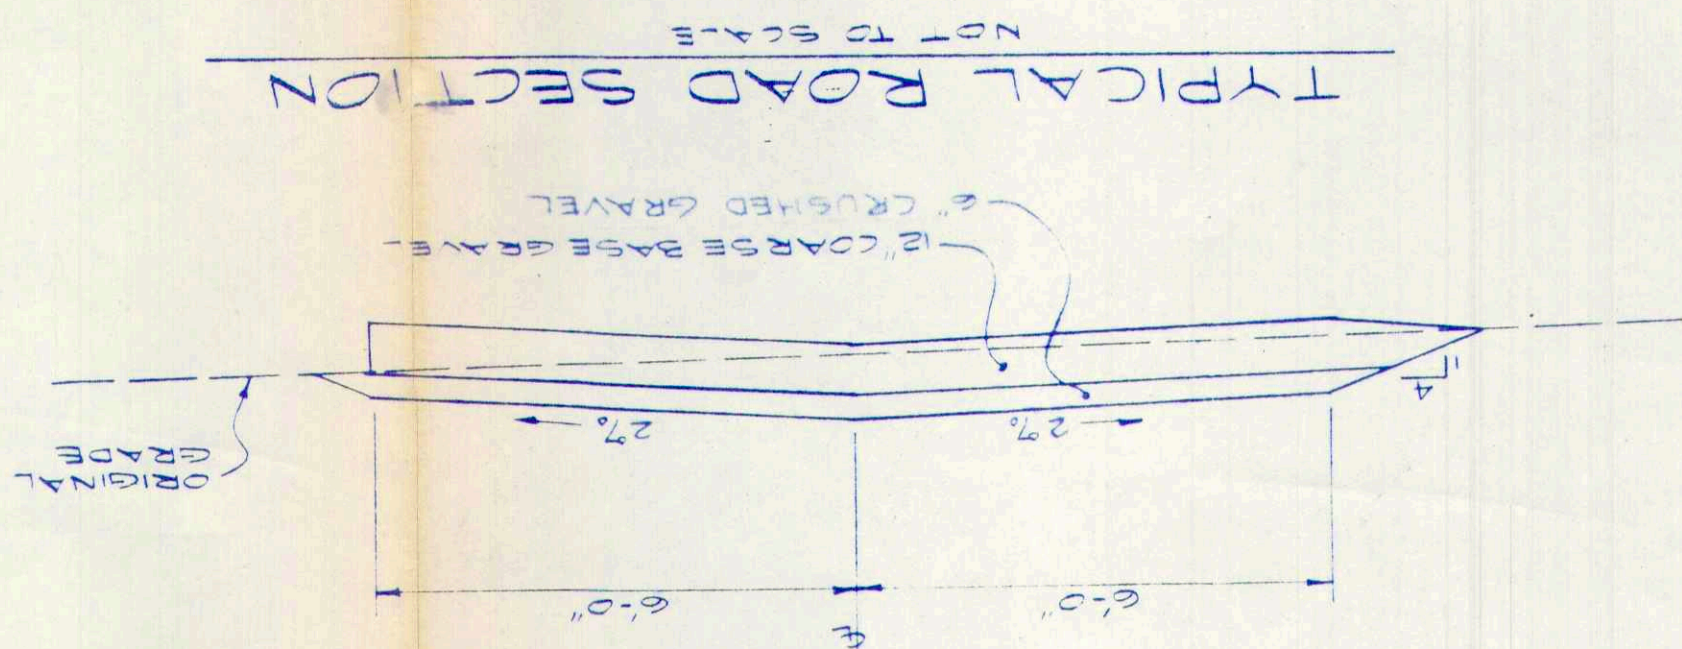 ℄
6'-0"
6'-0"
ORIGINAL
GRADE
2%
2%
1
4
12" COARSE BASE GRAVEL
6" CRUSHED GRAVEL
TYPICAL ROAD SECTION
NOT TO SCALE